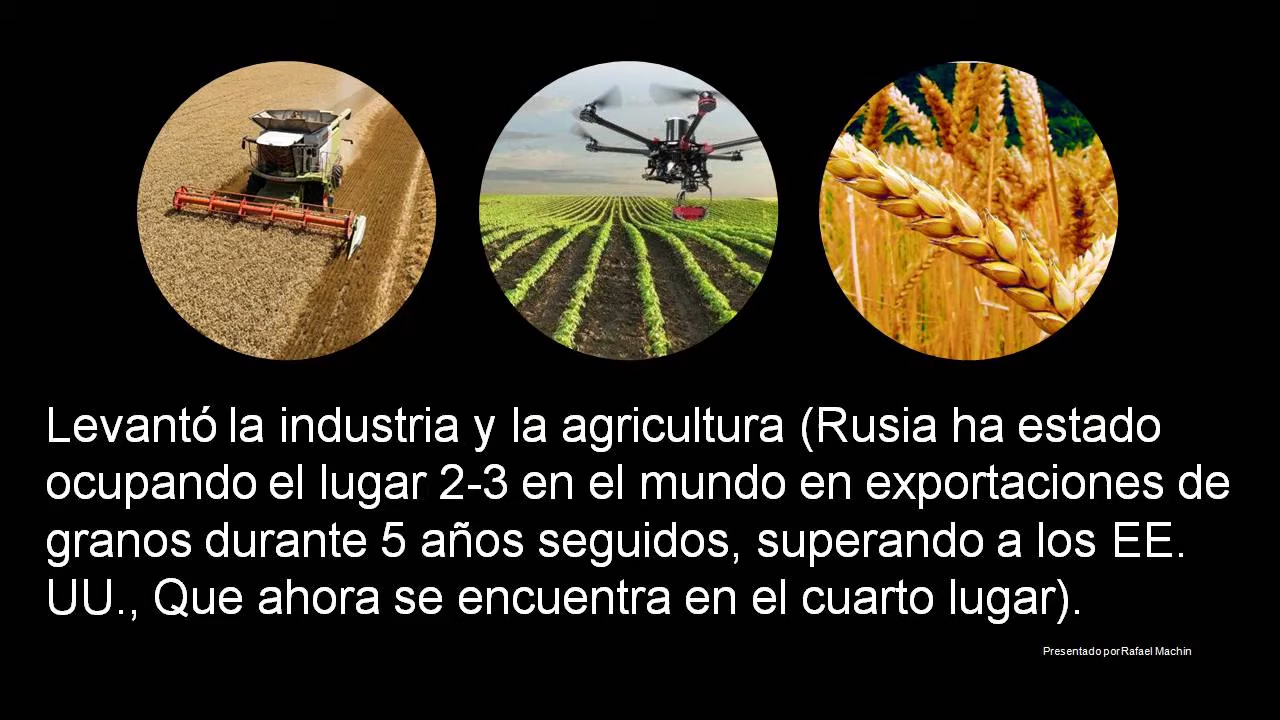 Levantó la industria y la agricultura (Rusia ha estado
ocupando el lugar 2-3 en el mundo en exportaciones de
granos durante 5 años seguidos, superando a los EE.
UU., Que ahora se encuentra en el cuarto lugar).
Presentado por Rafael Machin